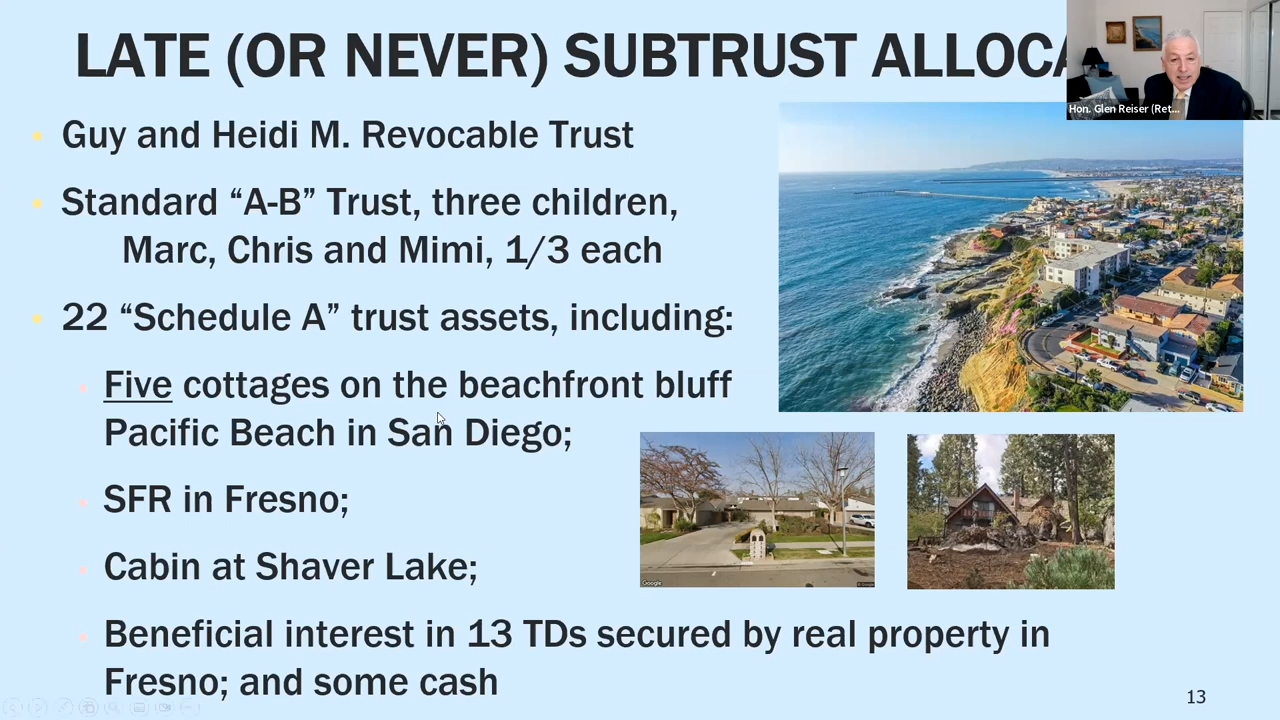 LATE (OR NEVER) SUBTRUST ALLOCA
Hon. Glen Reiser (Ret...
Guy and Heidi M. Revocable Trust
Standard “A-B” Trust, three children,
Marc, Chris and Mimi, 1/3 each
22 “Schedule A” trust assets, including:
Five cottages on the beachfront bluff
Pacific Beach in San Diego;
SFR in Fresno;
Cabin at Shaver Lake;
Beneficial interest in 13 TDs secured by real property in
Fresno; and some cash
Google
13